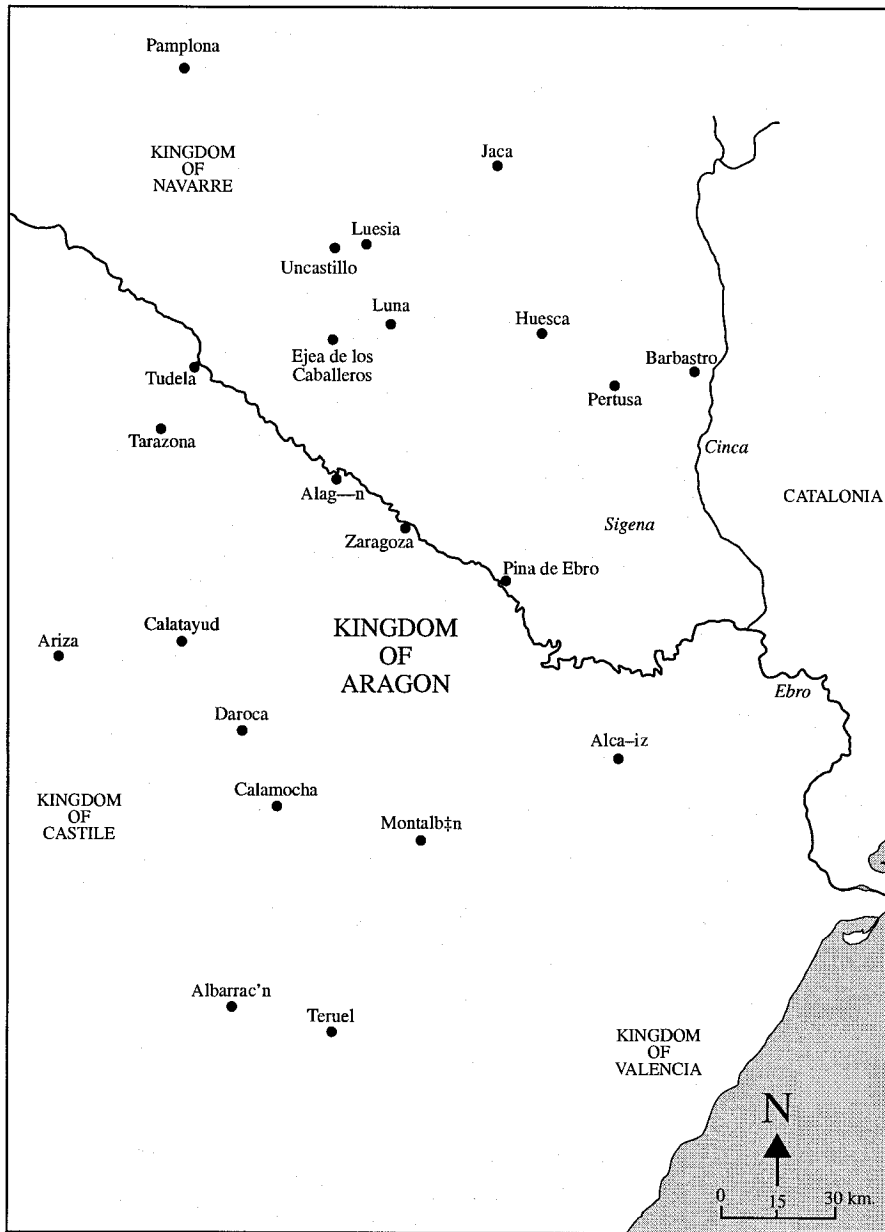 Pamplona
KINGDOM
OF
NAVARRE
Jaca
Luesia
Uncastillo
Luna
Huesca
Ejea de los
Caballeros
Barbastro
Tudela
Pertusa
Tarazona
Cinca
Alag—n
CATALONIA
Sigena
Zaragoza
Pina de Ebro
Calatayud
KINGDOM
OF
ARAGON
Ariza
Ebro
Daroca
Alca–iz
Calamocha
KINGDOM
OF
CASTILE
Montalb‡n
Albarrac'n
Teruel
KINGDOM
OF
VALENCIA
N
0 15 30 km.